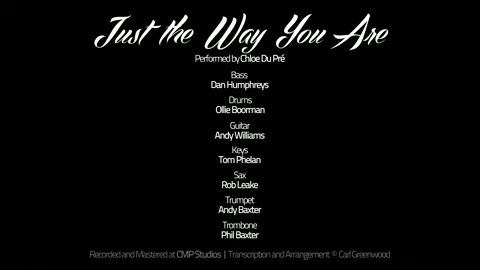 Just the Way You Are
Performed by Chloe Du Pré
Bass
Dan Humphreys
Drums
Ollie Boorman
Guitar
Andy Williams
Keys
Tom Phelan
Sax
Rob Leake
Trumpet
Andy Baxter
Trombone
Phil Baxter
Recorded and Mastered at CMP Studios | Transcription and Arrangement © Carl Greenwood